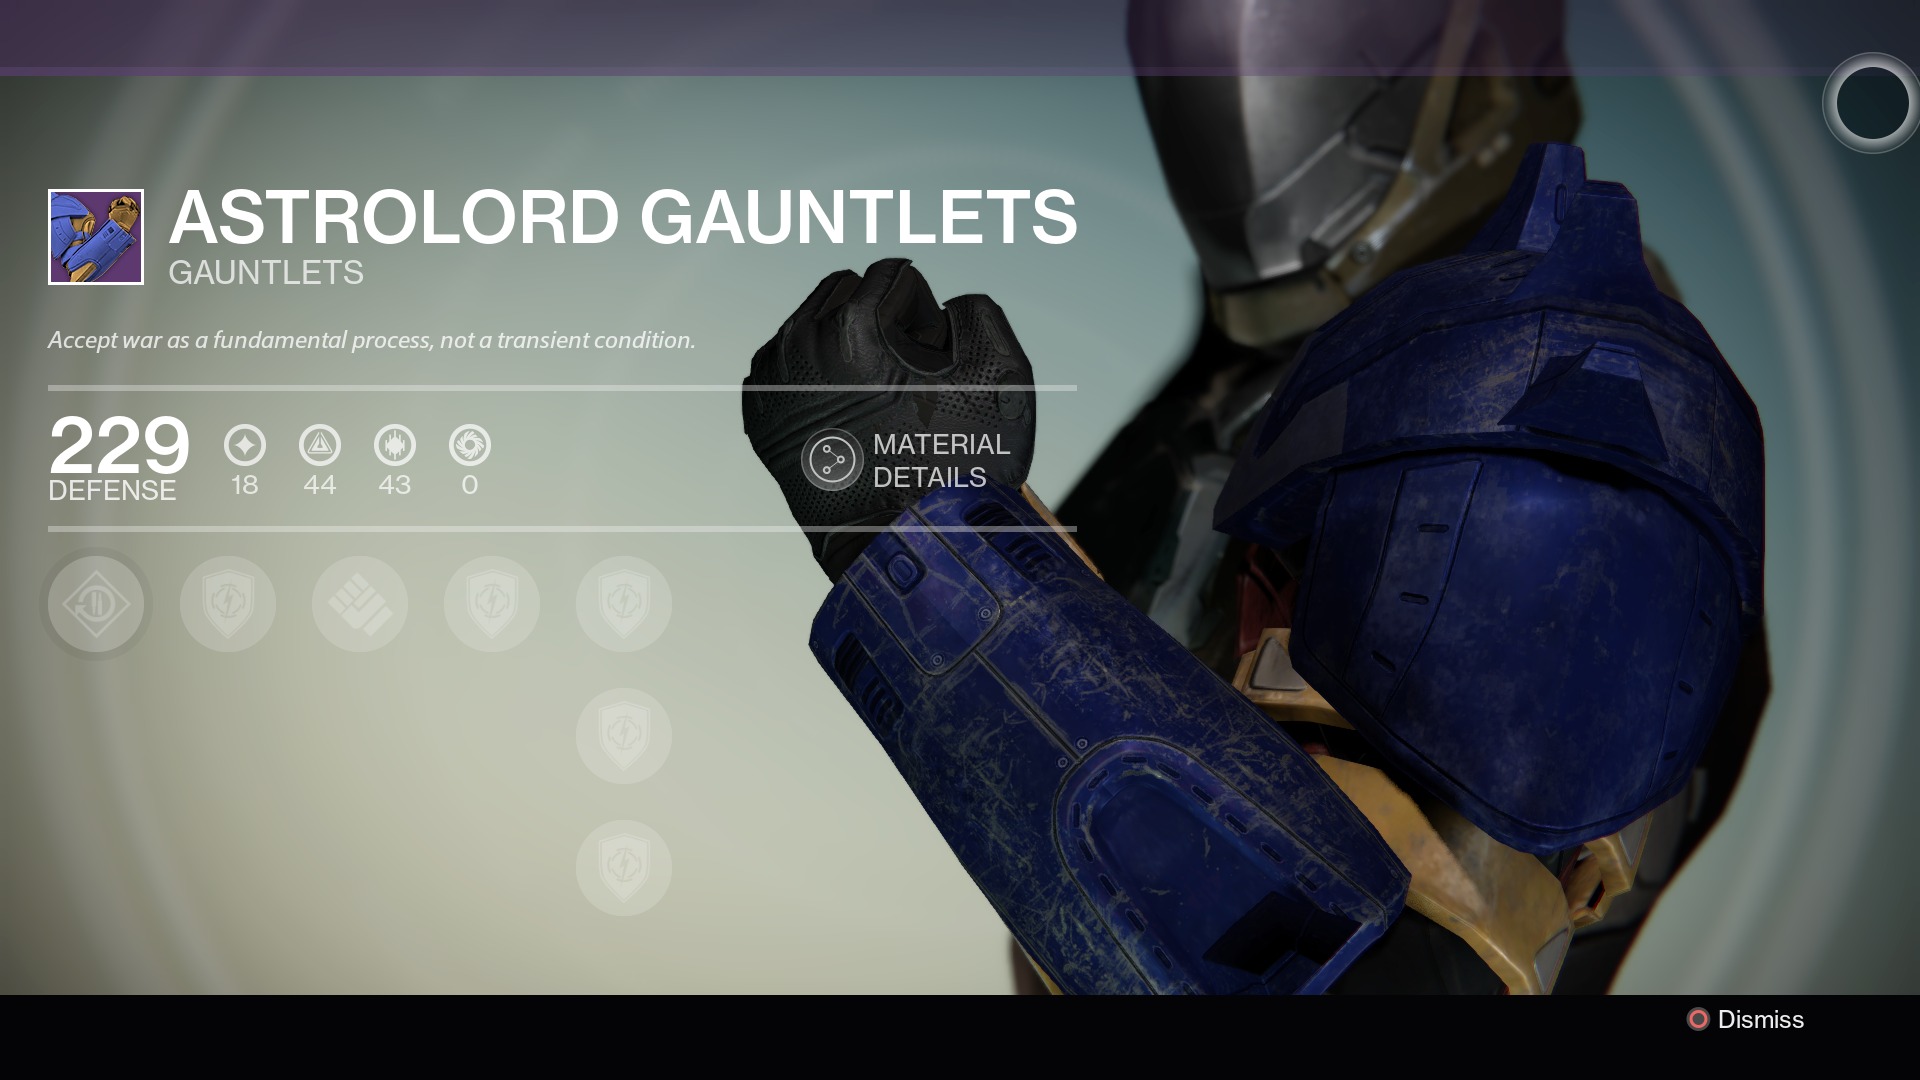 ASTROLORD GAUNTLETS
GAUNTLETS
Accept war as a fundamental process, not a transient condition.
229
DEFENSE
18 44 43 0
MATERIAL
DETAILS
Dismiss